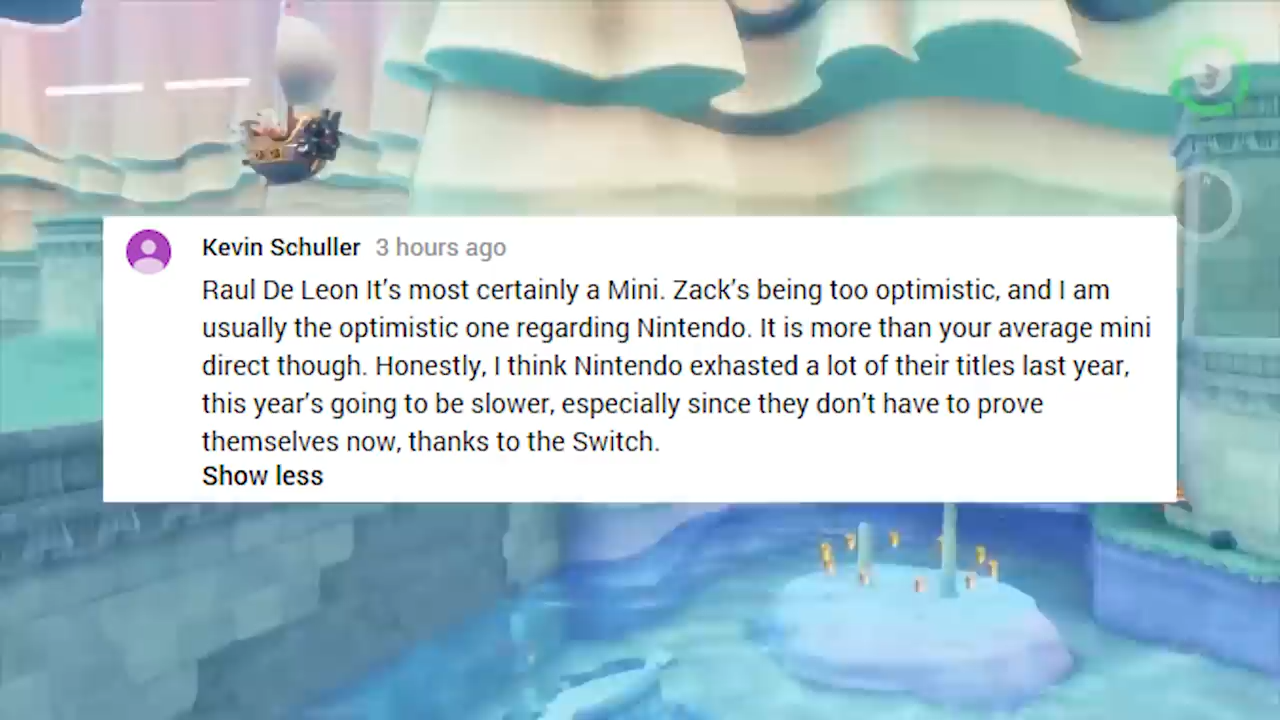 Kevin Schuller 3 hours ago
Raul De Leon It’s most certainly a Mini. Zack’s being too optimistic, and I am
usually the optimistic one regarding Nintendo. It is more than your average mini
direct though. Honestly, I think Nintendo exhasted a lot of their titles last year,
this year’s going to be slower, especially since they don’t have to prove
themselves now, thanks to the Switch.
Show less